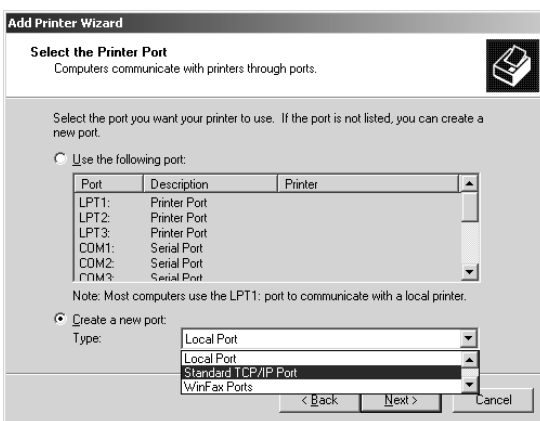 Add Printer Wizard
Select the Printer Port
Computers communicate with printers through ports.
Select the port you want your printer to use. If the port is not listed, you can create a
new port.
Use the following port:
Port Description Printer
LPT1: Printer Port
LPT2: Printer Port
LPT3: Printer Port
COM1: Serial Port
COM2: Serial Port
COM3: Serial Port
Note: Most computers use the LPT1: port to communicate with a local printer.
Create a new port:
Type: Local Port
Local Port
Standard TCP/IP Port
WinFax Ports
< Back Next > Cancel